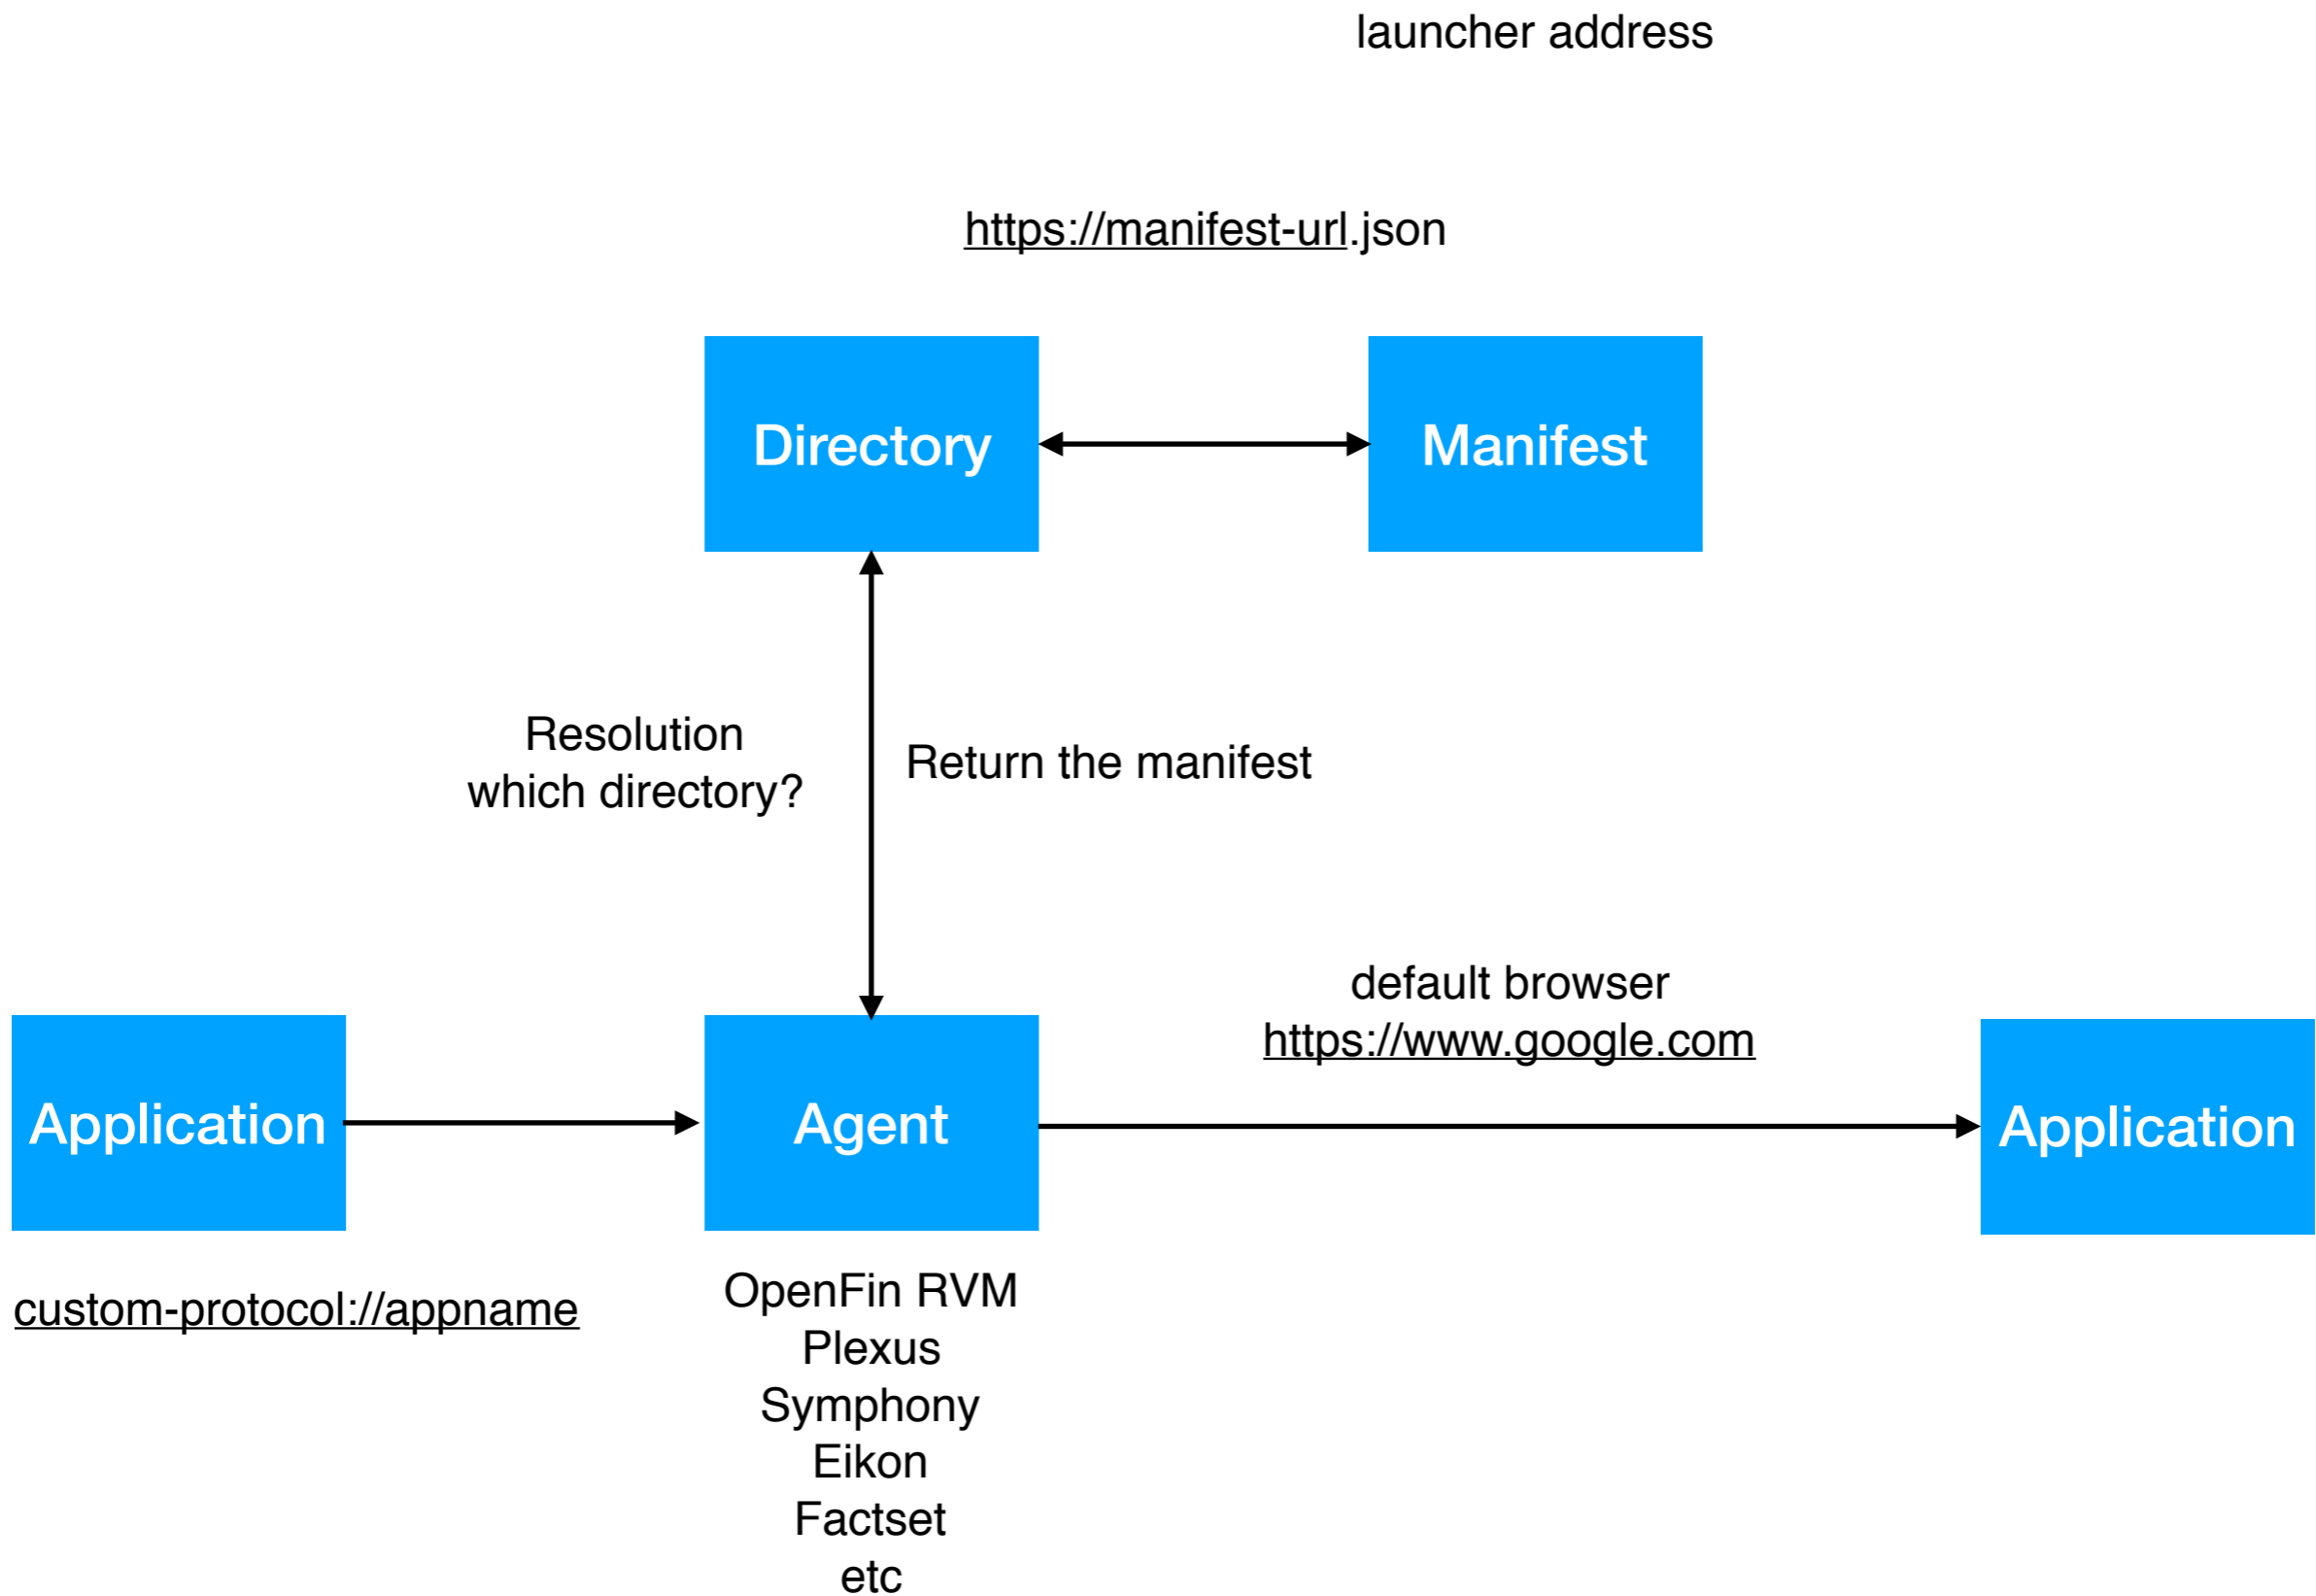 launcher address
https://manifest-url.json
Directory
Manifest
Resolution
which directory?
Return the manifest
default browser
https://www.google.com
Application
Agent
Application
custom-protocol://appname
OpenFin RVM
Plexus
Symphony
Eikon
Factset
etc